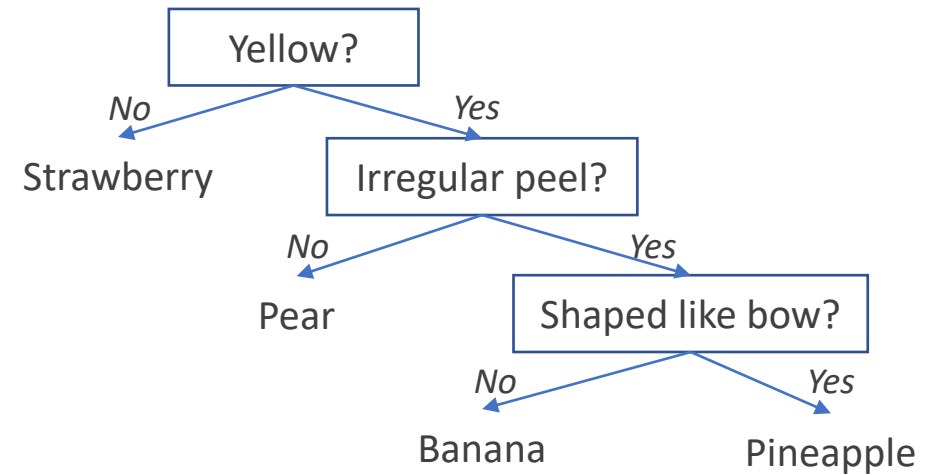 Yellow?
No
Yes
Strawberry
Irregular peel?
No
Yes
Pear
Shaped like bow?
No
Yes
Banana
Pineapple